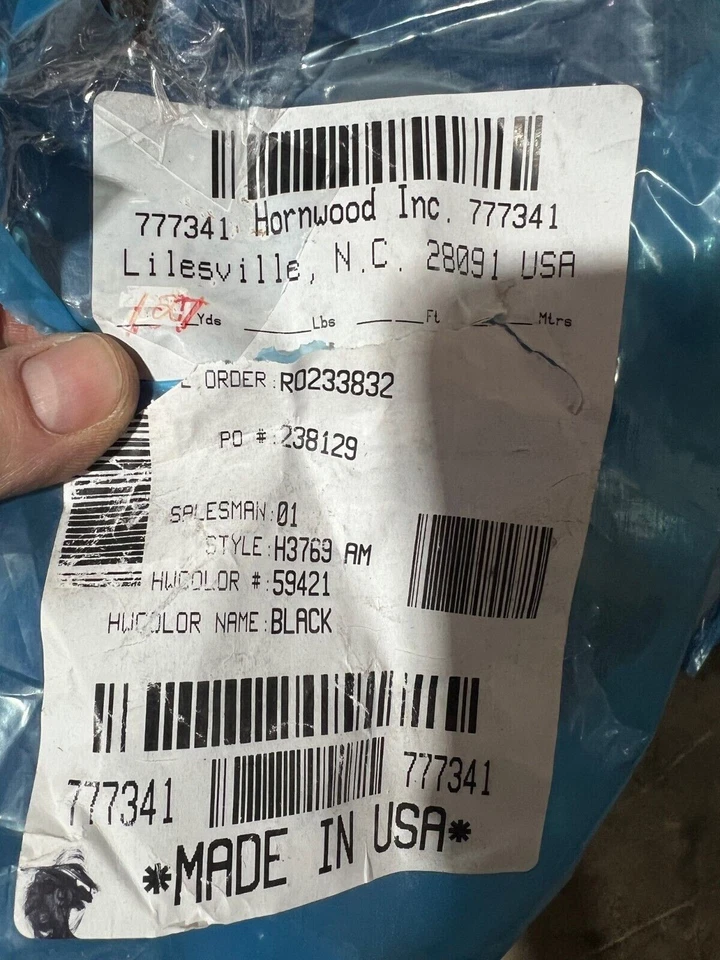 777341 Hornwood Inc. 777341
Lilesville, N.C. 28091 USA
Yds Lbs Ft Mtrs
ORDER:R0233832
PO #:238129
SALESMAN:01
STYLE:H3769 AM
HWCOLOR #:59421
HWCOLOR NAME:BLACK
777341 777341
*MADE IN USA*